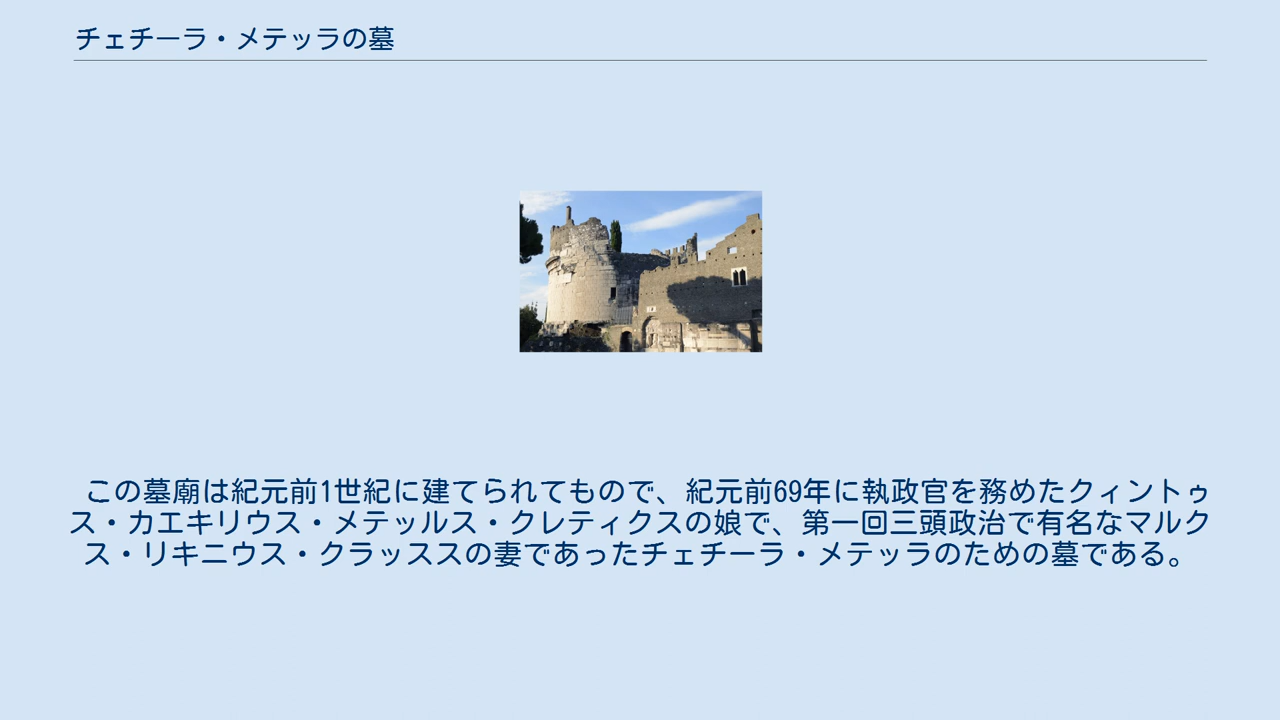 チェチーラ・メテッラの墓
この墓廟は紀元前1世紀に建てられてもので、紀元前69年に執政官を務めたクィントゥ
ス・カエキリウス・メテッルス・クレティクスの娘で、第一回三頭政治で有名なマルク
ス・リキニウス・クラッススの妻であったチェチーラ・メテッラのための墓である。